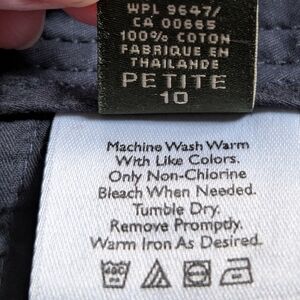 WPL 9647/
CA 00665
100% COTON
FABRIQUE EN
THAILANDE
PETITE
10
Machine Wash Warm
With Like Colors.
Only Non-Chlorine
Bleach When Needed.
Tumble Dry.
Remove Promptly.
Warm Iron As Desired.